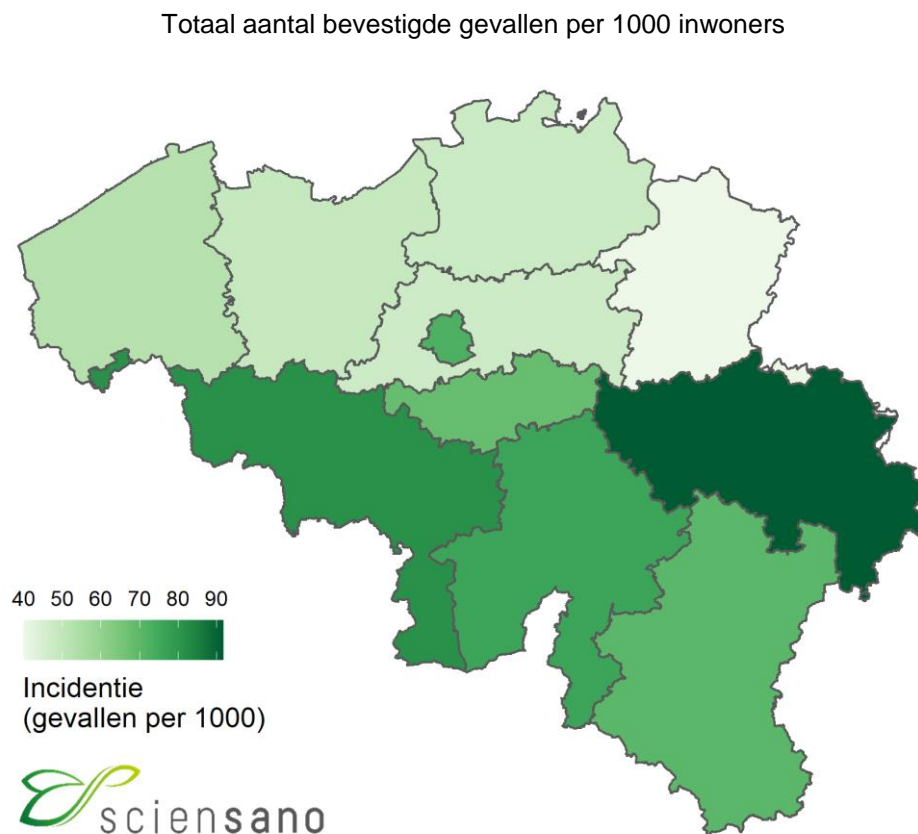 Totaal aantal bevestigde gevallen per 1000 inwoners
40 50 60 70 80 90
Incidentie
(gevallen per 1000)
sciensano